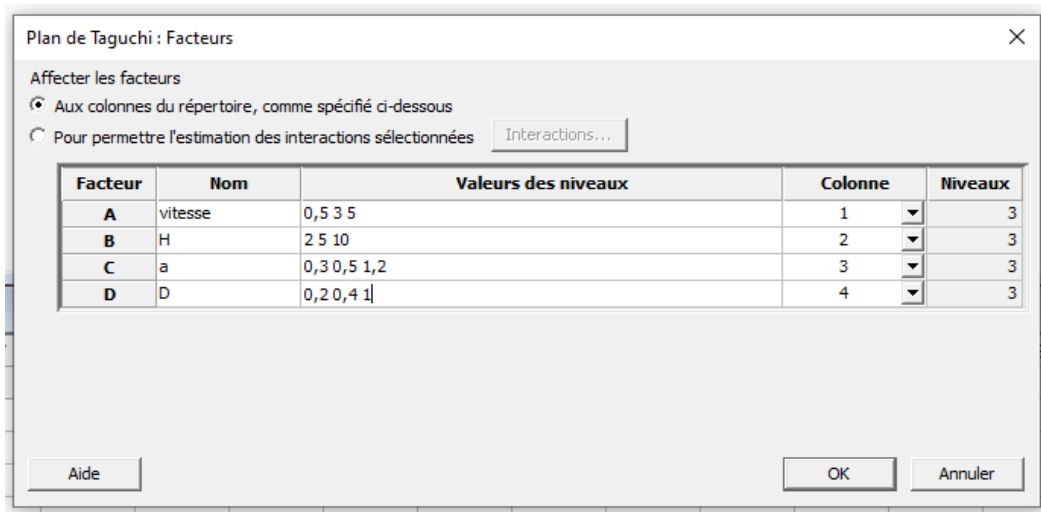 Plan de Taguchi : Facteurs
Affecter les facteurs
Aux colonnes du répertoire, comme spécifié ci-dessous
Pour permettre l'estimation des interactions sélectionnées Interactions...
Facteur Nom Valeurs des niveaux Colonne Niveaux
A vitesse 0,5 3 5 1 3
B H 2 5 10 2 3
C a 0,3 0,5 1,2 3 3
D D 0,2 0,4 1 4 3
Aide OK Annuler